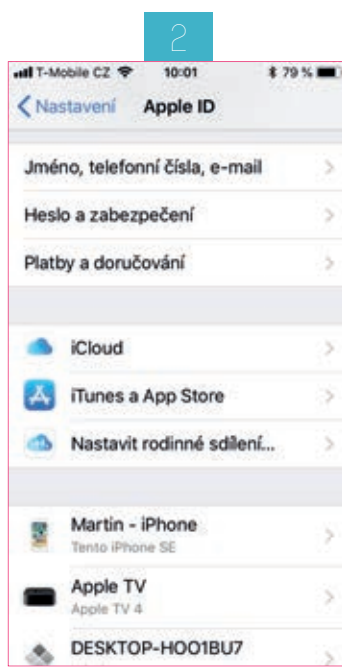 2
T-Mobile CZ 10:01 79 %
Nastavení Apple ID
Jméno, telefonní čísla, e-mail
Heslo a zabezpečení
Platby a doručování
iCloud
iTunes a App Store
Nastavit rodinné sdílení...
Martin - iPhone
Tento iPhone SE
Apple TV
Apple TV 4
DESKTOP-HOO1BU7